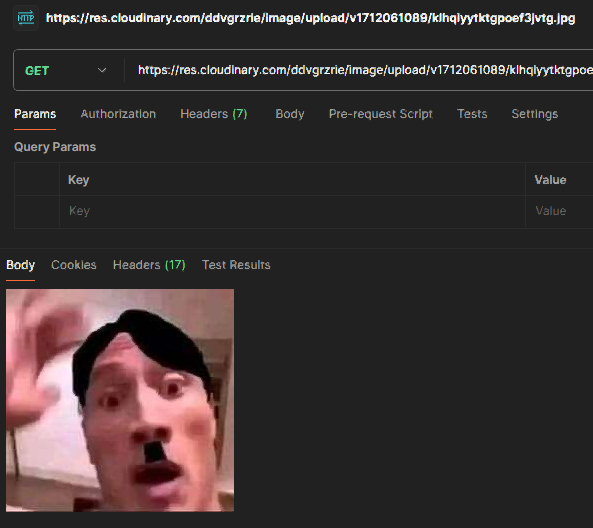 HTTP https://res.cloudinary.com/ddvgrzrie/image/upload/v1712061089/klhqiyytktgpoef3jvtg.jpg
GET https://res.cloudinary.com/ddvgrzrie/image/upload/v1712061089/klhqiyytktgpoe
Params Authorization Headers (7) Body Pre-request Script Tests Settings
Query Params
Key Value
Key Value
Body Cookies Headers (17) Test Results